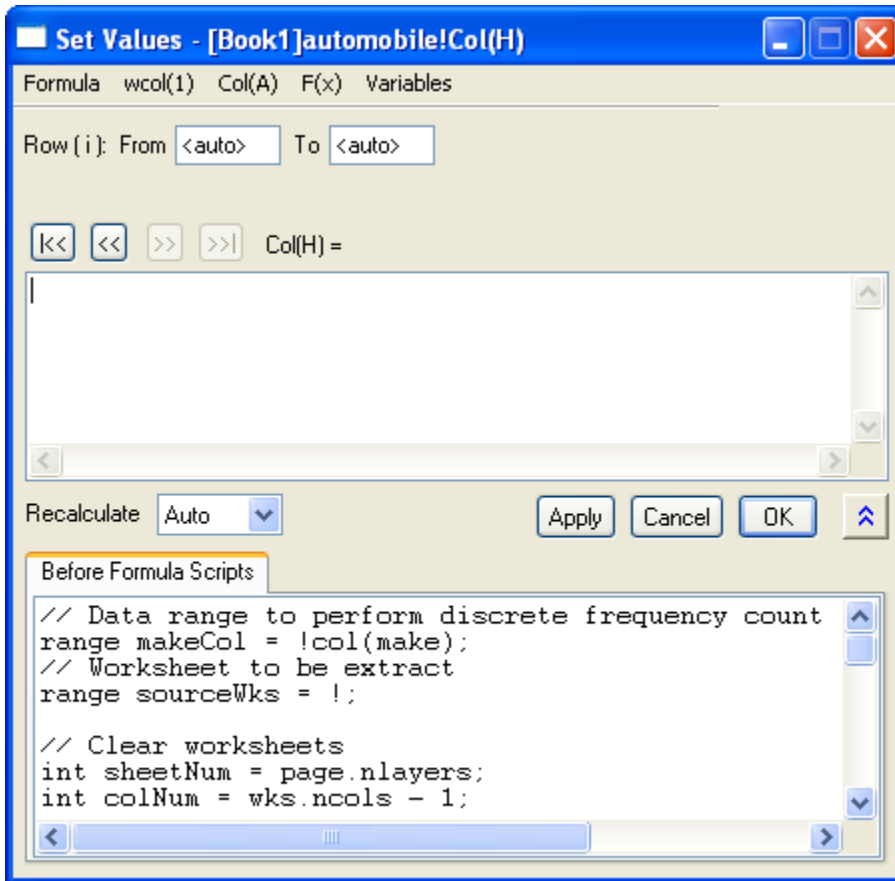 Set Values - [Book1]automobile!Col(H)
Formula wcol(1) Col(A) F(x) Variables
Row ( i ): From <auto> To <auto>
|<< << >> >>| Col(H) =
Recalculate Auto Apply Cancel OK
Before Formula Scripts
// Data range to perform discrete frequency count
range makeCol = !col(make);
// Worksheet to be extract
range sourceWks = !;
// Clear worksheets
int sheetNum = page.nlayers;
int colNum = wks.ncols - 1;